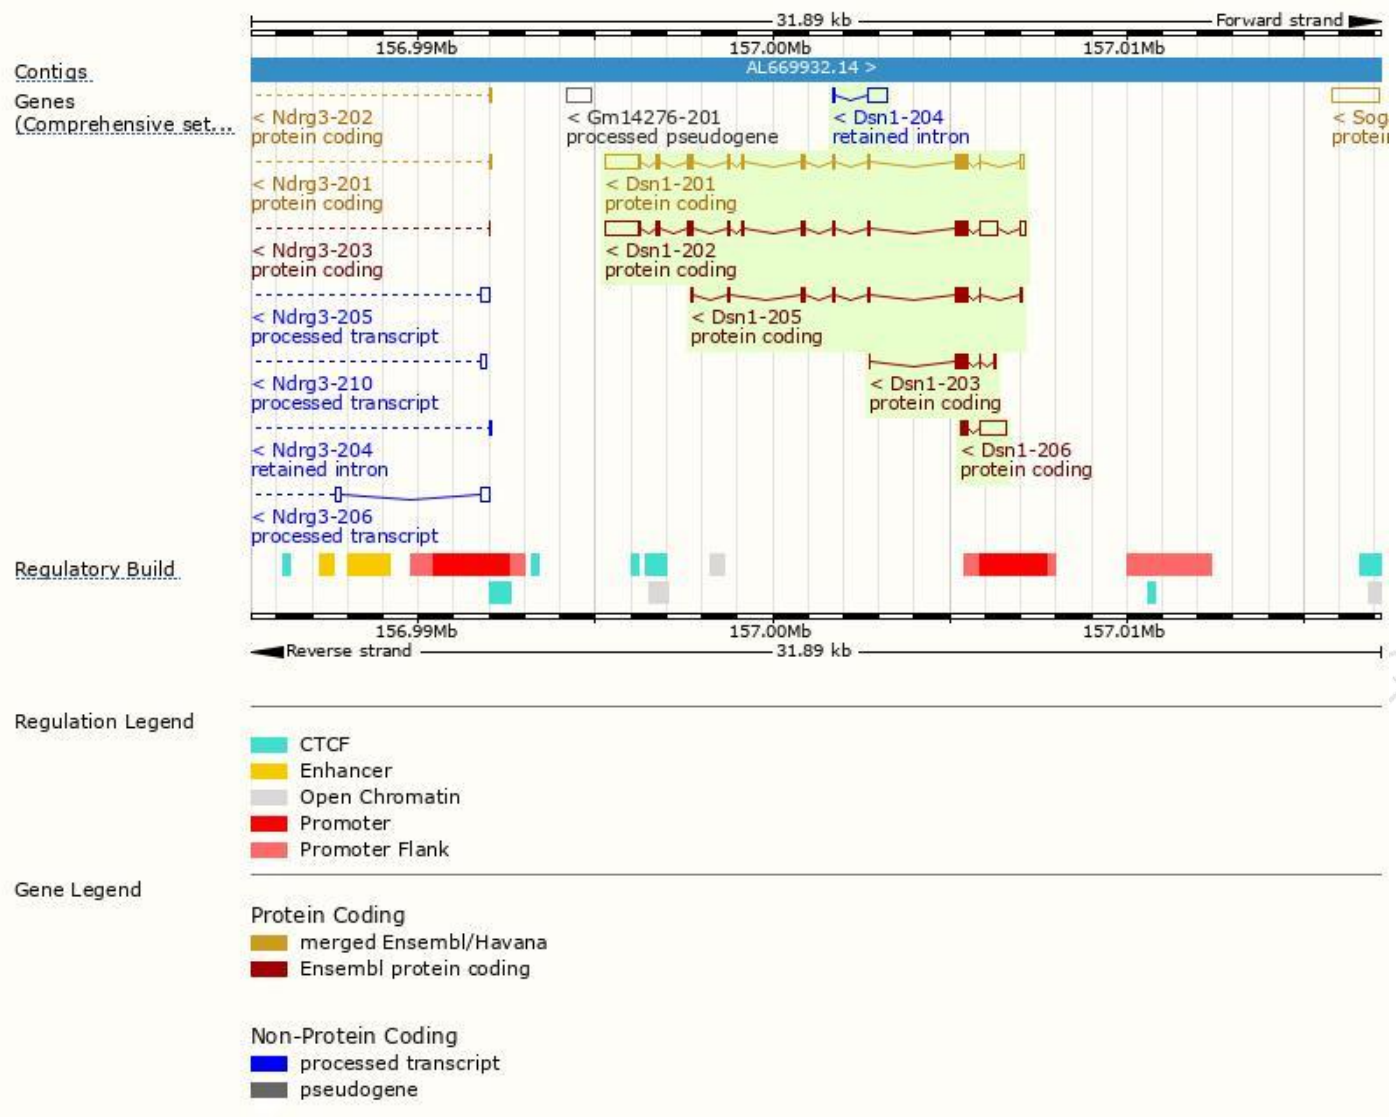 31.89 kb Forward strand
156.99Mb 157.00Mb 157.01Mb
Contigs AL669932.14 >
Genes
(Comprehensive set...
< Ndrg3-202 < Gm14276-201 < Dsn1-204 < Sog
protein coding processed pseudogene retained intron protei
< Ndrg3-201 < Dsn1-201
protein coding protein coding
< Ndrg3-203 < Dsn1-202
protein coding protein coding
< Ndrg3-205 < Dsn1-205
processed transcript protein coding
< Ndrg3-210 < Dsn1-203
processed transcript protein coding
< Ndrg3-204 < Dsn1-206
retained intron protein coding
< Ndrg3-206
processed transcript
Regulatory Build
156.99Mb 157.00Mb 157.01Mb
Reverse strand 31.89 kb
Regulation Legend
CTCF
Enhancer
Open Chromatin
Promoter
Promoter Flank
Gene Legend
Protein Coding
merged Ensembl/Havana
Ensembl protein coding
Non-Protein Coding
processed transcript
pseudogene